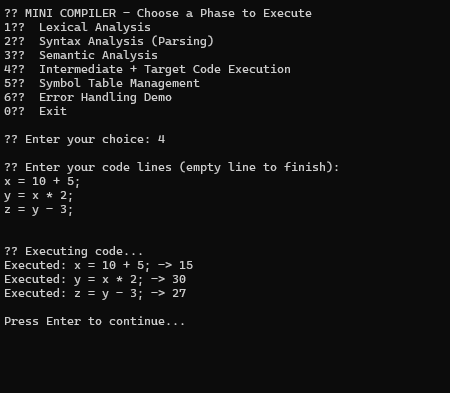 ?? MINI COMPILER - Choose a Phase to Execute
1??  Lexical Analysis
2??  Syntax Analysis (Parsing)
3??  Semantic Analysis
4??  Intermediate + Target Code Execution
5??  Symbol Table Management
6??  Error Handling Demo
0??  Exit
?? Enter your choice: 4
?? Enter your code lines (empty line to finish):
x = 10 + 5;
y = x * 2;
z = y - 3;
?? Executing code...
Executed: x = 10 + 5; -> 15
Executed: y = x * 2; -> 30
Executed: z = y - 3; -> 27
Press Enter to continue...